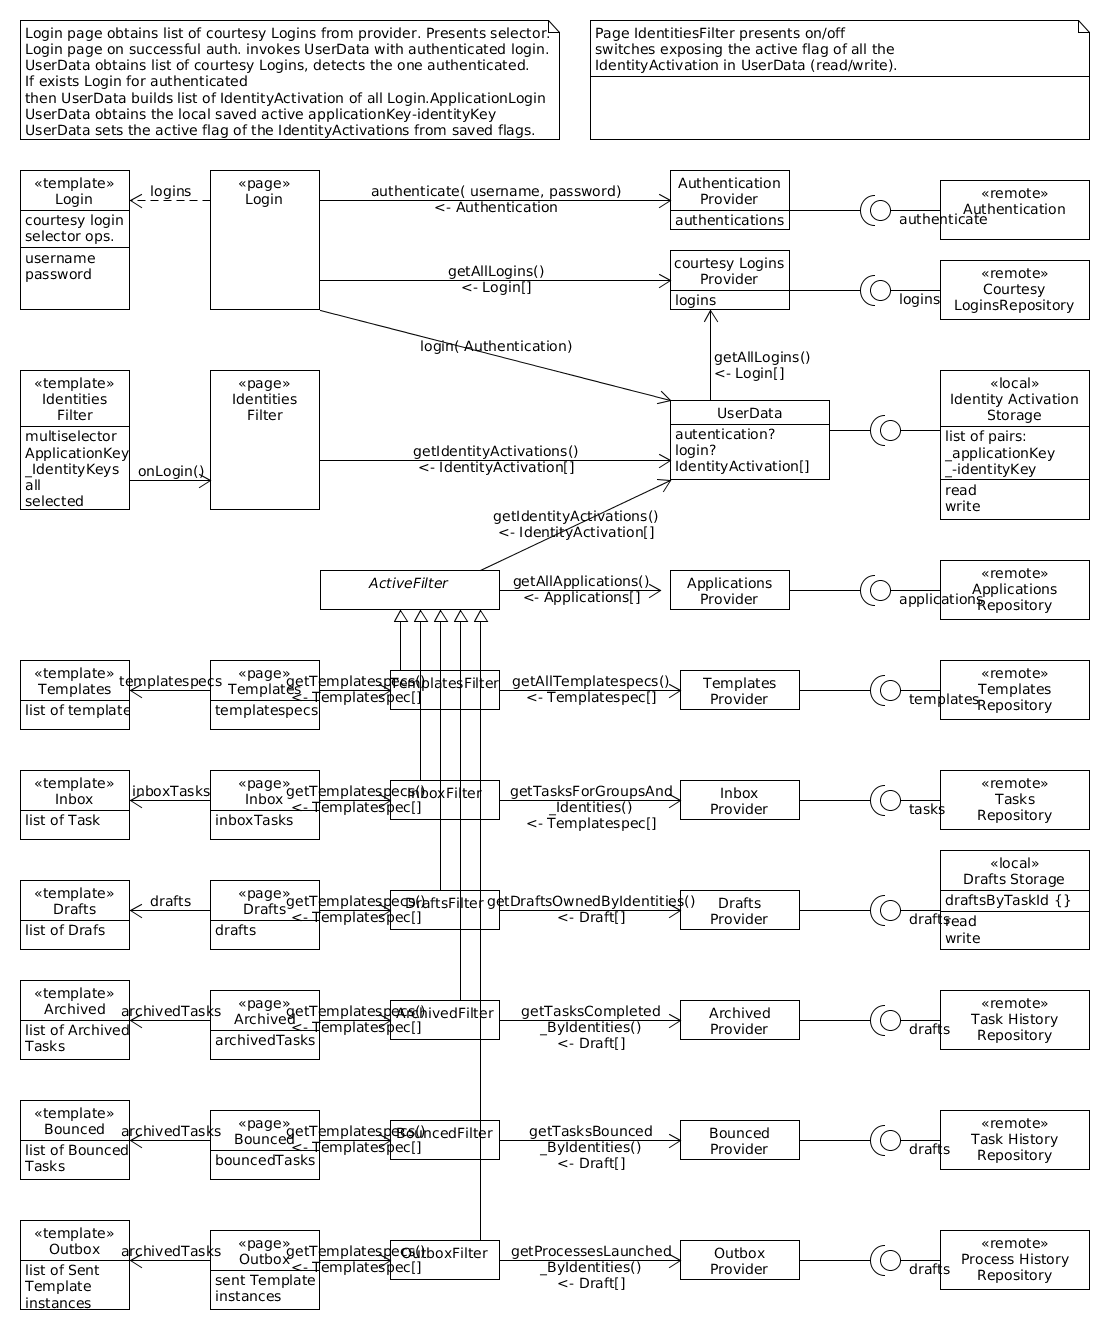 Login page obtains list of courtesy Logins from provider. Presents selector.
Login page on successful auth. invokes UserData with authenticated login.
UserData obtains list of courtesy Logins, detects the one authenticated.
If exists Login for authenticated
then UserData builds list of IdentityActivation of all Login.ApplicationLogin
UserData obtains the local saved active applicationKey-identityKey
UserData sets the active flag of the IdentityActivations from saved flags.
Page IdentitiesFilter presents on/off
switches exposing the active flag of all the
IdentityActivation in UserData (read/write).
«template»
Login
courtesy login
selector ops.
username
password
logins
«page»
Login
authenticate( username, password)
<- Authentication
Authentication
Provider
authentications
authenticate
«remote»
Authentication
getAllLogins()
<- Login[]
courtesy Logins
Provider
logins
logins
«remote»
Courtesy
LoginsRepository
login( Authentication)
getAllLogins()
<- Login[]
«template»
Identities
Filter
multiselector
ApplicationKey
_IdentityKeys
all
selected
onLogin()
«page»
Identities
Filter
getIdentityActivations()
<- IdentityActivation[]
UserData
autentication?
login?
IdentityActivation[]
«local»
Identity Activation
Storage
list of pairs:
_applicationKey
_-identityKey
read
write
getIdentityActivations()
<- IdentityActivation[]
ActiveFilter
getAllApplications()
<- Applications[]
Applications
Provider
applications
«remote»
Applications
Repository
«template»
Templates
list of template
templatespecs
«page»
Templates
templatespecs
getTemplatespecs()
<- Templatespec[]
TemplatesFilter
getAllTemplatespecs()
<- Templatespec[]
Templates
Provider
templates
«remote»
Templates
Repository
«template»
Inbox
list of Task
inboxTasks
«page»
Inbox
inboxTasks
getTemplatespecs()
<- Templatespec[]
InboxFilter
getTasksForGroupsAnd
_Identities()
<- Templatespec[]
Inbox
Provider
tasks
«remote»
Tasks
Repository
«template»
Drafts
list of Drafs
drafts
«page»
Drafts
drafts
getTemplatespecs()
<- Templatespec[]
DraftsFilter
getDraftsOwnedByIdentities()
<- Draft[]
Drafts
Provider
drafts
«local»
Drafts Storage
draftsByTaskId {}
read
write
«template»
Archived
list of Archived
Tasks
archivedTasks
«page»
Archived
archivedTasks
getTemplatespecs()
<- Templatespec[]
ArchivedFilter
getTasksCompleted
_ByIdentities()
<- Draft[]
Archived
Provider
drafts
«remote»
Task History
Repository
«template»
Bounced
list of Bounced
Tasks
archivedTasks
«page»
Bounced
bouncedTasks
getTemplatespecs()
<- Templatespec[]
BouncedFilter
getTasksBounced
_ByIdentities()
<- Draft[]
Bounced
Provider
drafts
«remote»
Task History
Repository
«template»
Outbox
list of Sent
Template
instances
archivedTasks
«page»
Outbox
sent Template
instances
getTemplatespecs()
<- Templatespec[]
OutboxFilter
getProcessesLaunched
_ByIdentities()
<- Draft[]
Outbox
Provider
drafts
«remote»
Process History
Repository